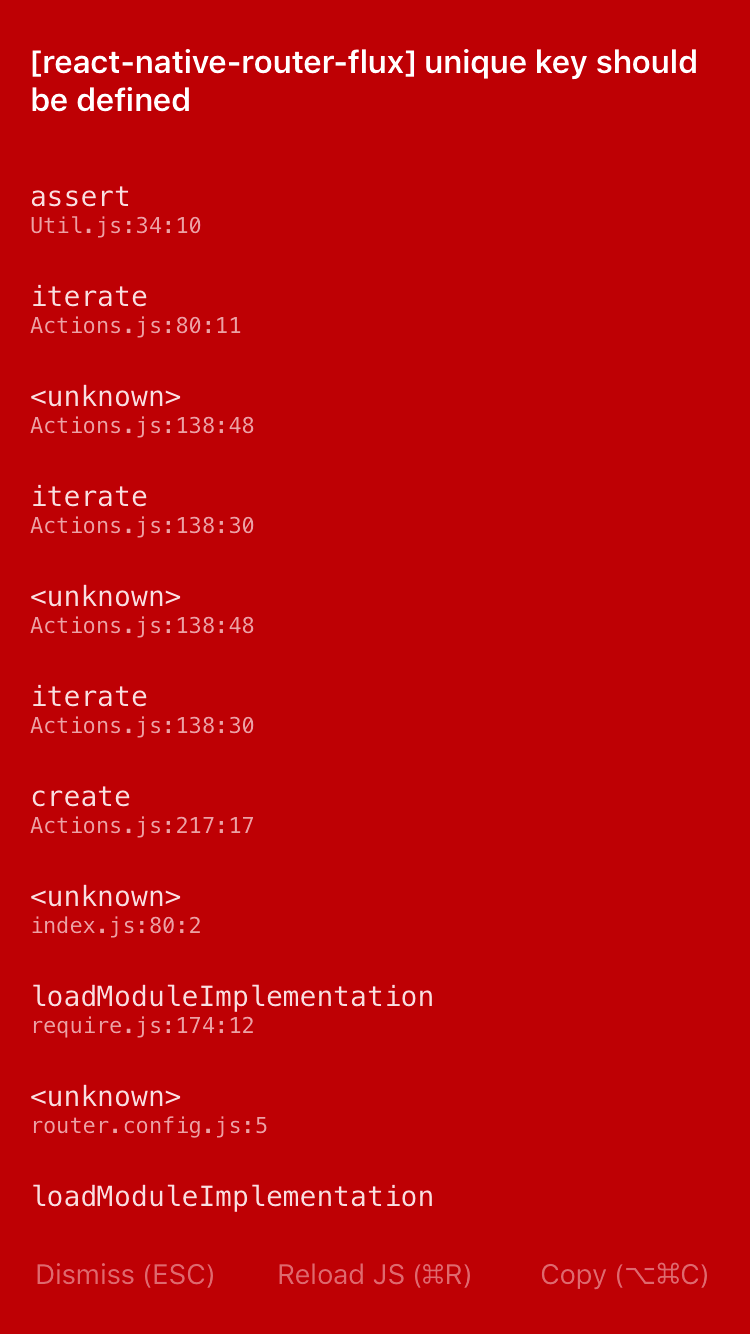 [react-native-router-flux] unique key should
be defined
assert
Util.js:34:10
iterate
Actions.js:80:11
<unknown>
Actions.js:138:48
iterate
Actions.js:138:30
<unknown>
Actions.js:138:48
iterate
Actions.js:138:30
create
Actions.js:217:17
<unknown>
index.js:80:2
loadModuleImplementation
require.js:174:12
<unknown>
router.config.js:5
loadModuleImplementation
Dismiss (ESC) Reload JS (⌘R) Copy (⌥⌘C)